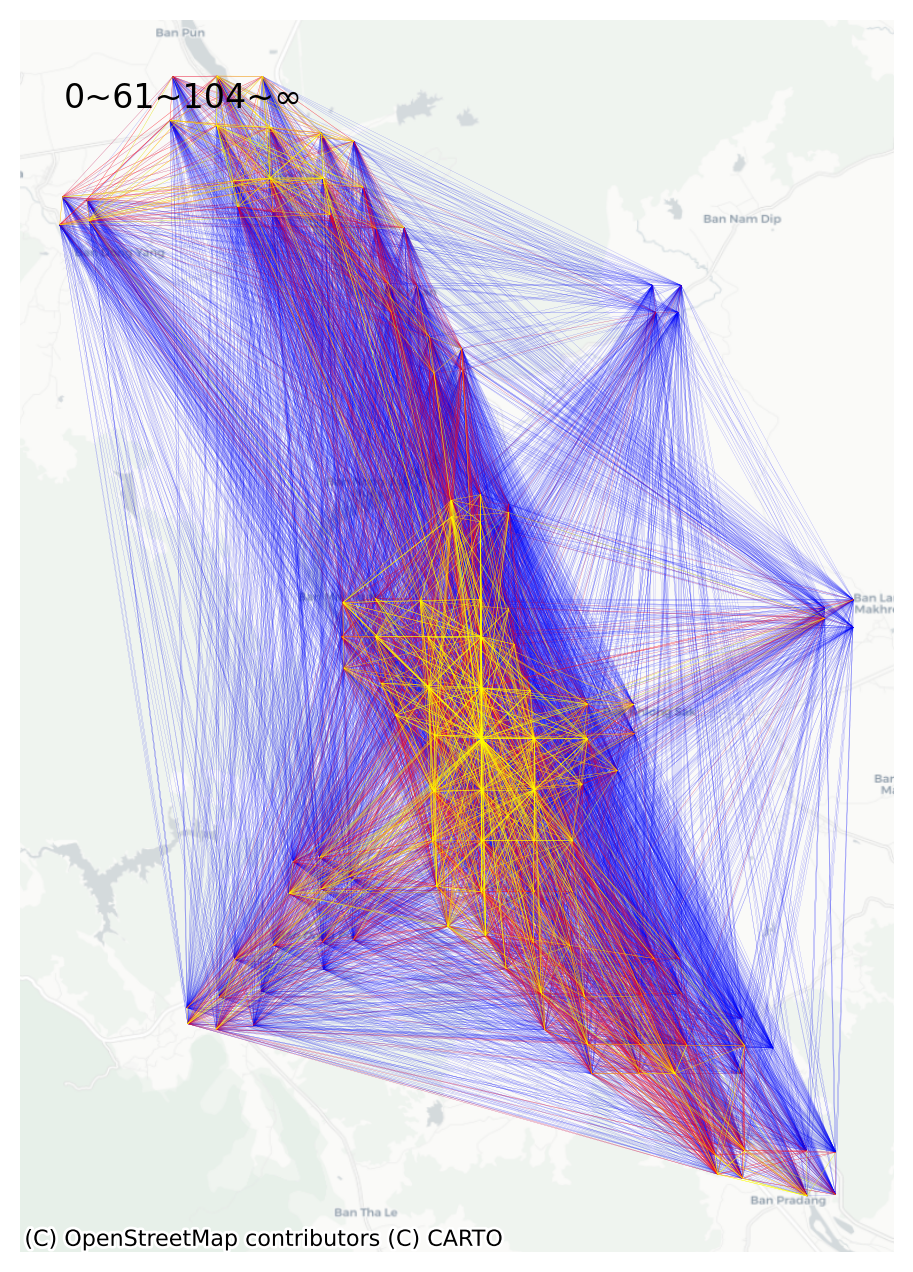 Ban Pun
0~61~104~∞
Ban Nam Dip
Ban La
Makhr
Ban
Ma
Ban Pradang
Ban Tha Le
(C) OpenStreetMap contributors (C) CARTO